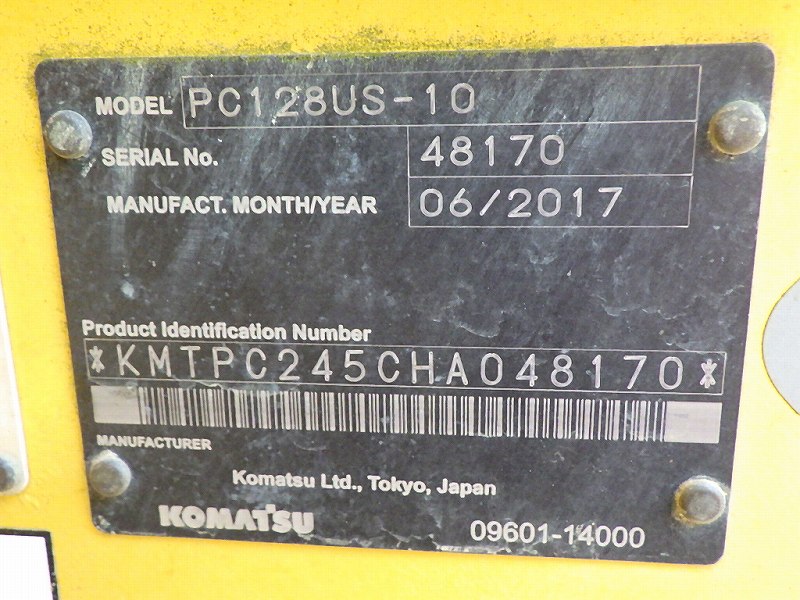 MODEL PC128US-10
SERIAL No. 48170
MANUFACT. MONTH/YEAR 06/2017
Product Identification Number
*KMTPC245CHA048170*
MANUFACTURER
Komatsu Ltd., Tokyo, Japan
KOMATSU 09601-14000